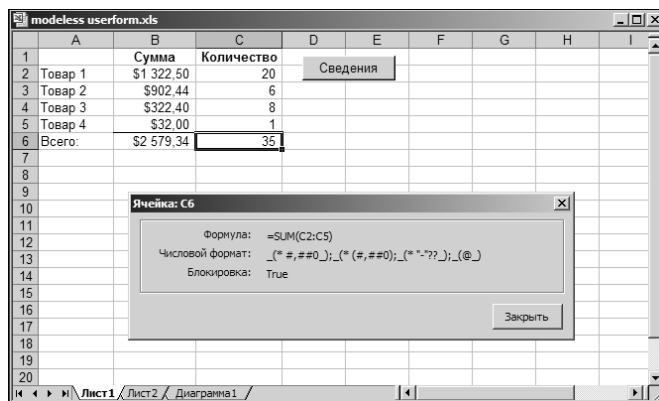 modeless userform.xls
A B C D E F G H I
1 Сумма Количество
2 Товар 1 $1 322,50 20
Сведения
3 Товар 2 $902,44 6
4 Товар 3 $322,40 8
5 Товар 4 $32,00 1
6 Всего: $2 579,34 35
7
8
9
10
11
12
13
14
15
16
17
18
19
20
Ячейка: C6
Формула: =SUM(C2:C5)
Числовой формат: _(* #,##0_);_(* (#,##0);_(* "-"??_);_(@_)
Блокировка: True
Закрыть
Лист1 Лист2 Диаграмма1